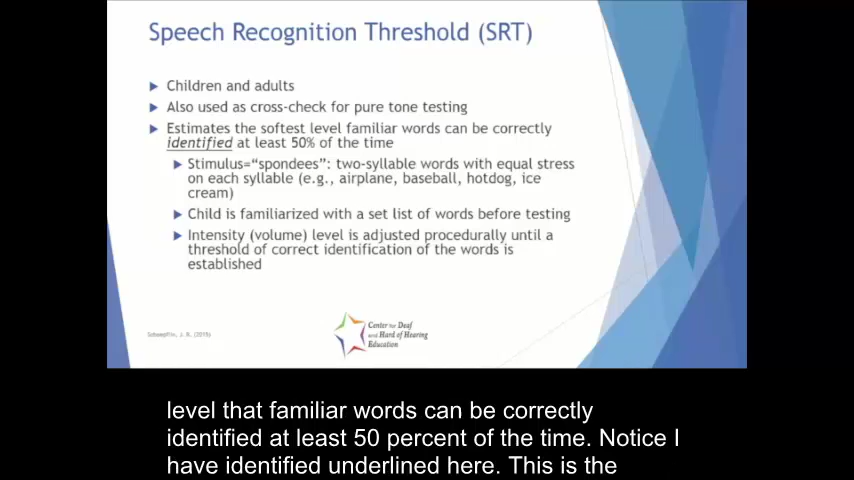 Speech Recognition Threshold (SRT)
Children and adults
Also used as cross-check for pure tone testing
Estimates the softest level familiar words can be correctly
identified at least 50% of the time
Stimulus=“spondees”: two-syllable words with equal stress
on each syllable (e.g., airplane, baseball, hotdog, ice
cream)
Child is familiarized with a set list of words before testing
Intensity (volume) level is adjusted procedurally until a
threshold of correct identification of the words is
established
Center for Deaf
and Hard of Hearing
Education
level that familiar words can be correctly
identified at least 50 percent of the time. Notice I
have identified underlined here. This is the